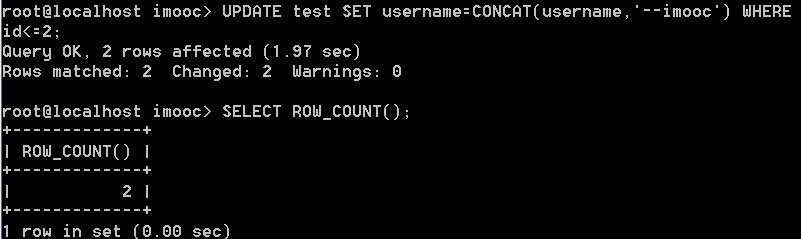 root@localhost imooc> UPDATE test SET username=CONCAT(username,'--imooc') WHERE
id<=2;
Query OK, 2 rows affected (1.97 sec)
Rows matched: 2  Changed: 2  Warnings: 0

root@localhost imooc> SELECT ROW_COUNT();
+-------------+
| ROW_COUNT() |
+-------------+
|           2 |
+-------------+
1 row in set (0.00 sec)